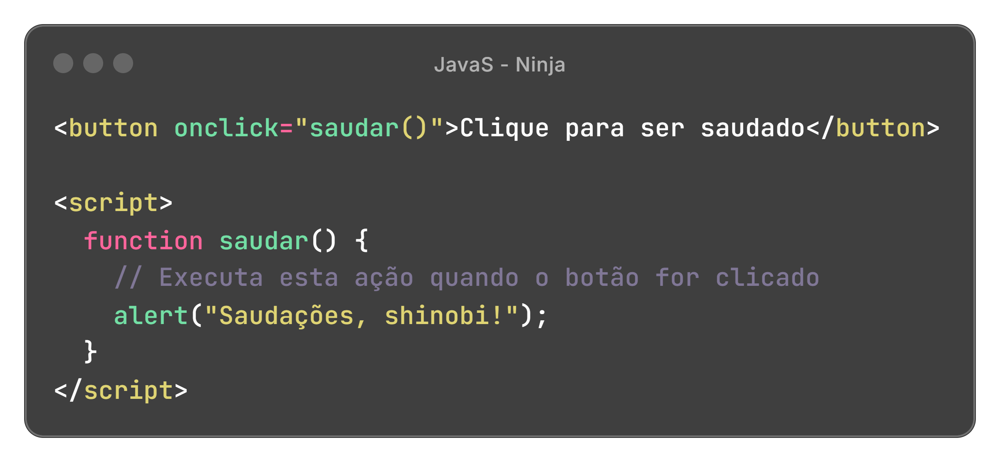 JavaS - Ninja
<button onclick="saudar()">Clique para ser saudado</button>
<script>
function saudar() {
// Executa esta ação quando o botão for clicado
alert("Saudações, shinobi!");
}
</script>